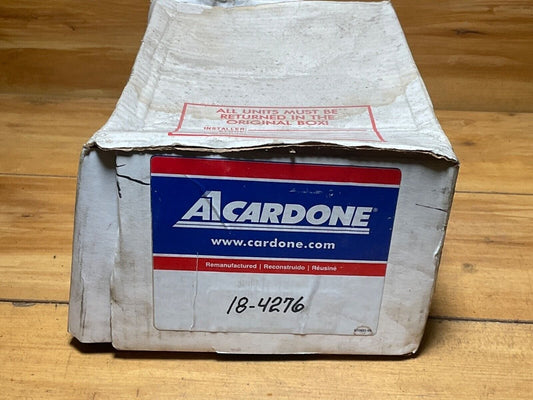 ALL UNITS MUST BE
RETURNED IN THE
ORIGINAL BOX!
INSTALLER:
A1CARDONE®
www.cardone.com
Remanufactured | Reconstruido | Réusiné
18-4276